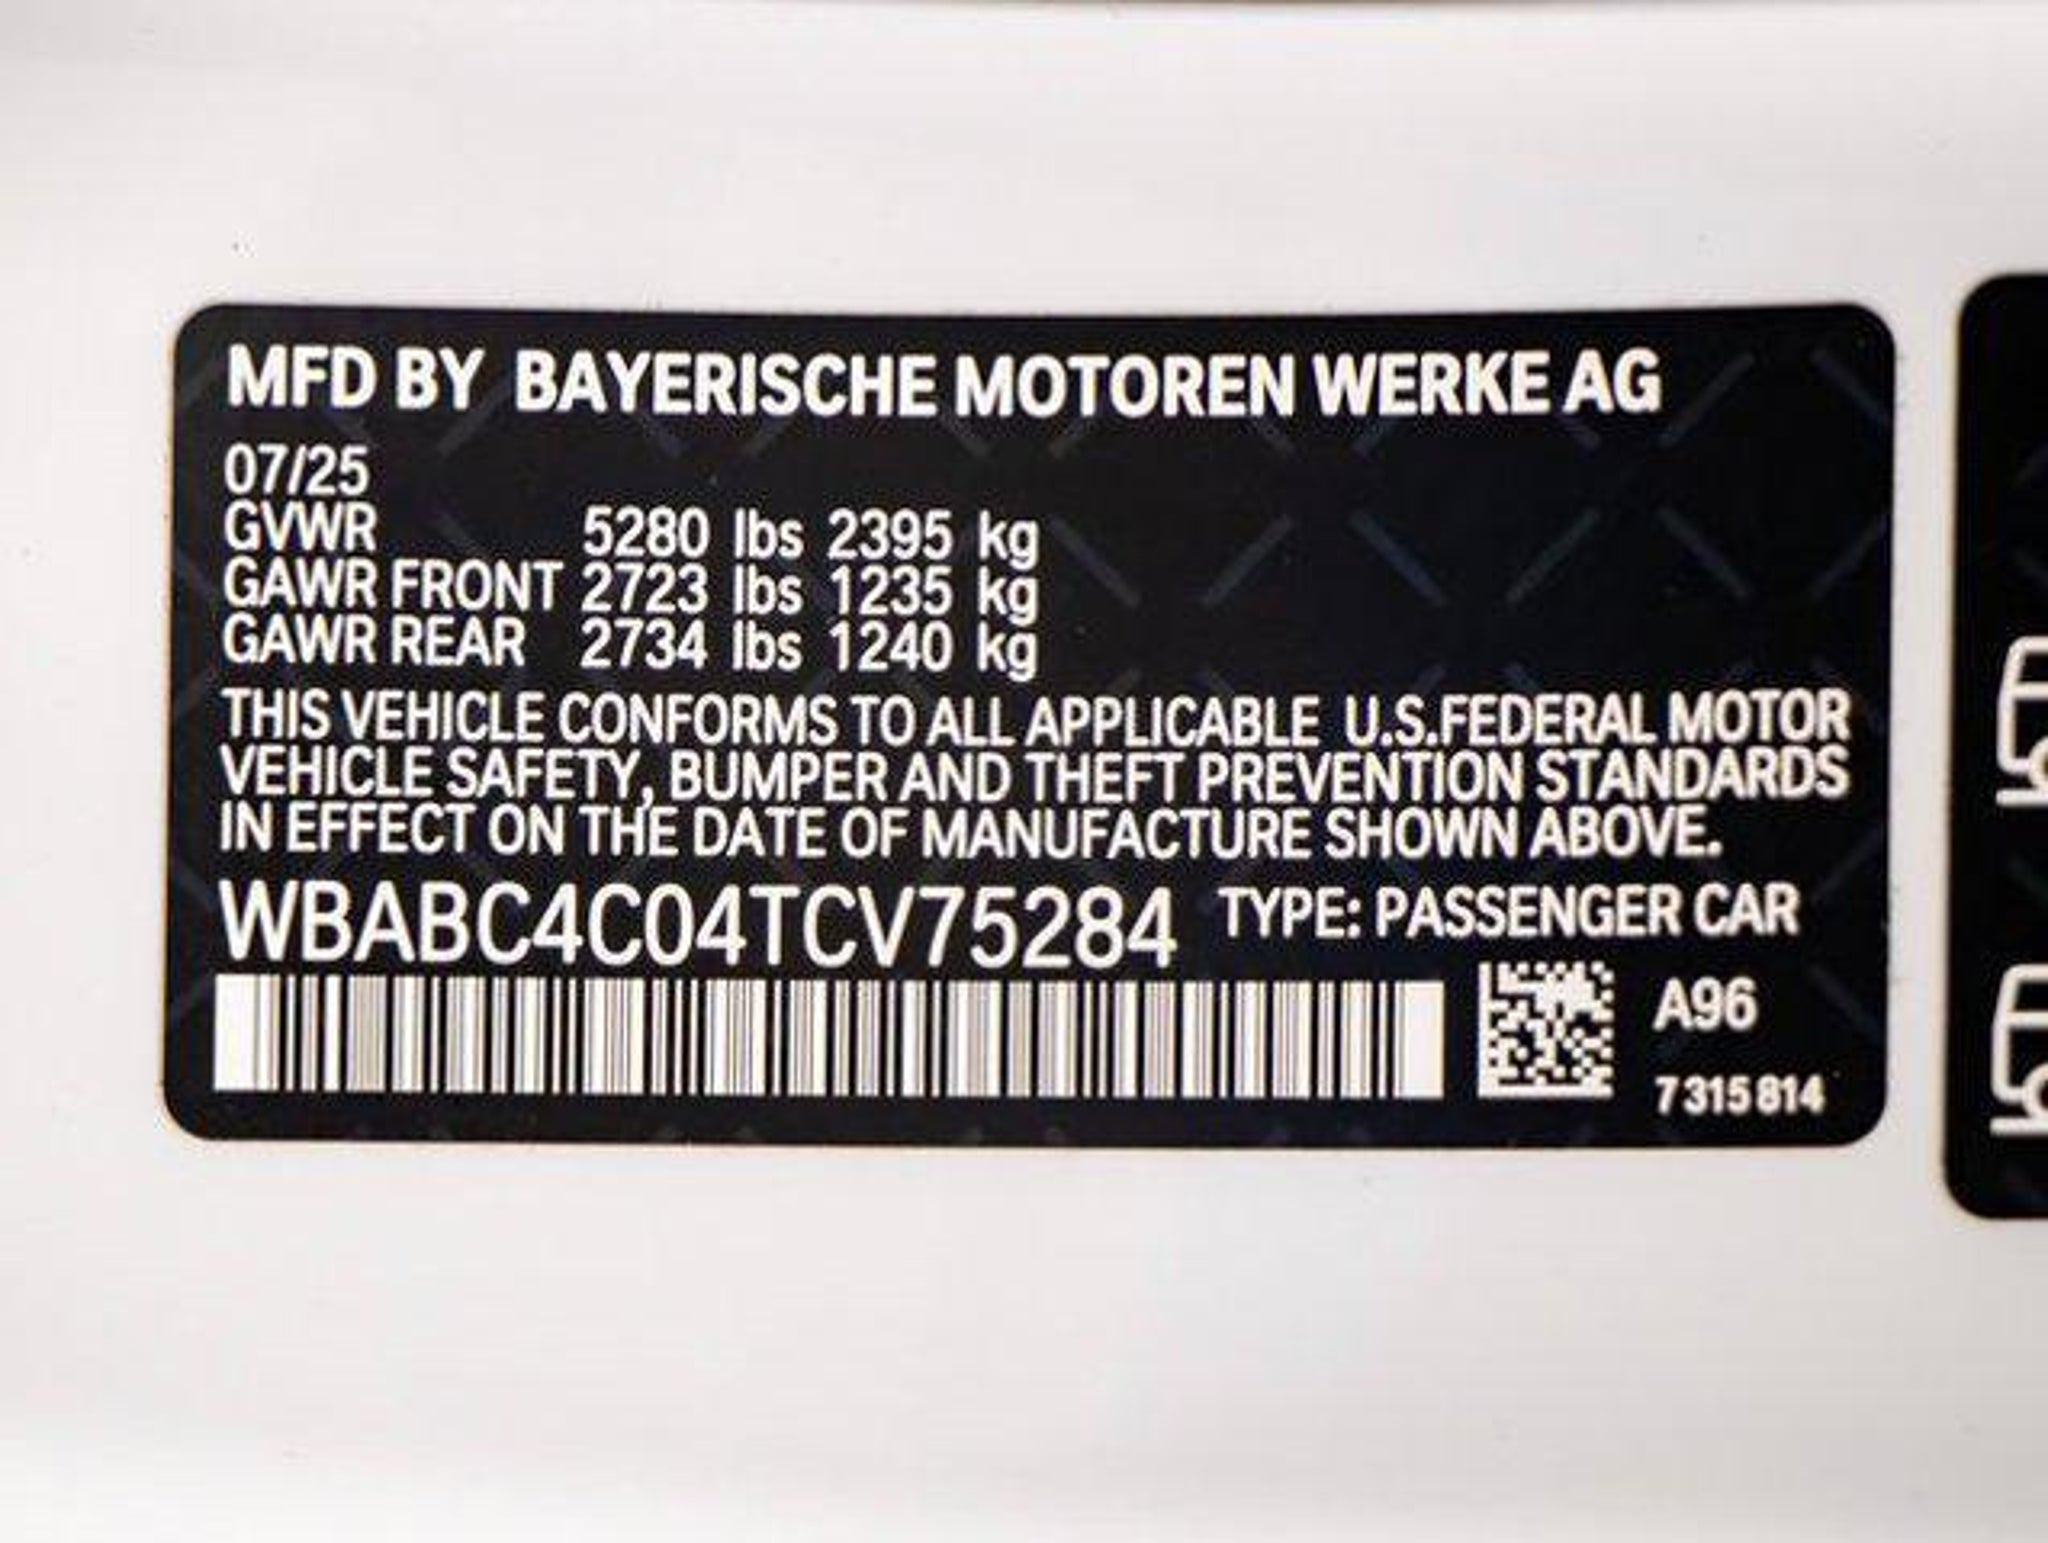 MFD BY BAYERISCHE MOTOREN WERKE AG
07/25
GVWR 5280 lbs 2395 kg
GAWR FRONT 2723 lbs 1235 kg
GAWR REAR 2734 lbs 1240 kg
THIS VEHICLE CONFORMS TO ALL APPLICABLE U.S.FEDERAL MOTOR
VEHICLE SAFETY, BUMPER AND THEFT PREVENTION STANDARDS
IN EFFECT ON THE DATE OF MANUFACTURE SHOWN ABOVE.
WBABC4C04TCV75284 TYPE: PASSENGER CAR
A96
7 315 814